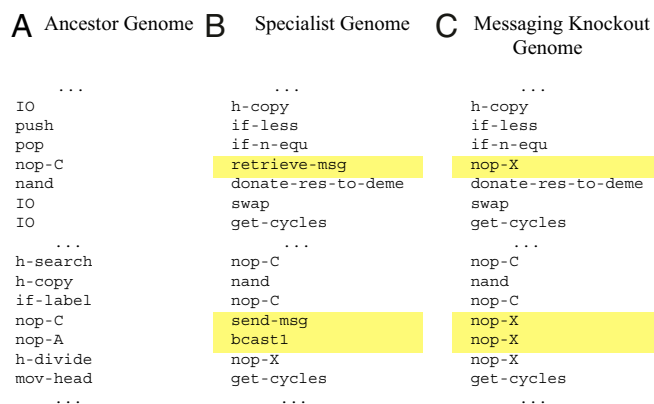 A Ancestor Genome B Specialist Genome C Messaging Knockout
Genome
... ... ...
IO h-copy h-copy
push if-less if-less
pop if-n-equ if-n-equ
nop-C retrieve-msg nop-X
nand donate-res-to-deme donate-res-to-deme
IO swap swap
IO get-cycles get-cycles
... ... ...
h-search nop-C nop-C
h-copy nand nand
if-label nop-C nop-C
nop-C send-msg nop-X
nop-A bcast1 nop-X
h-divide nop-X nop-X
mov-head get-cycles get-cycles
... ... ...